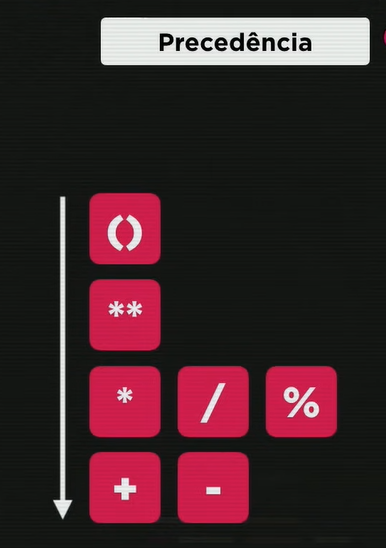 Precedência
()
**
* / %
+ -